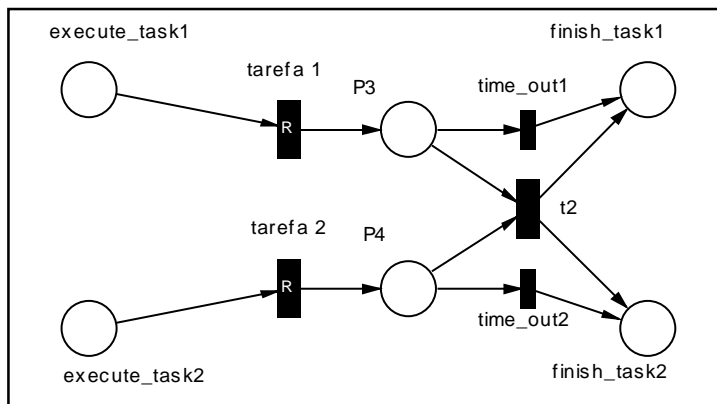 execute_task1
finish_task1
tarefa 1
P3
time_out1
R
t2
tarefa 2
P4
R
time_out2
execute_task2
finish_task2